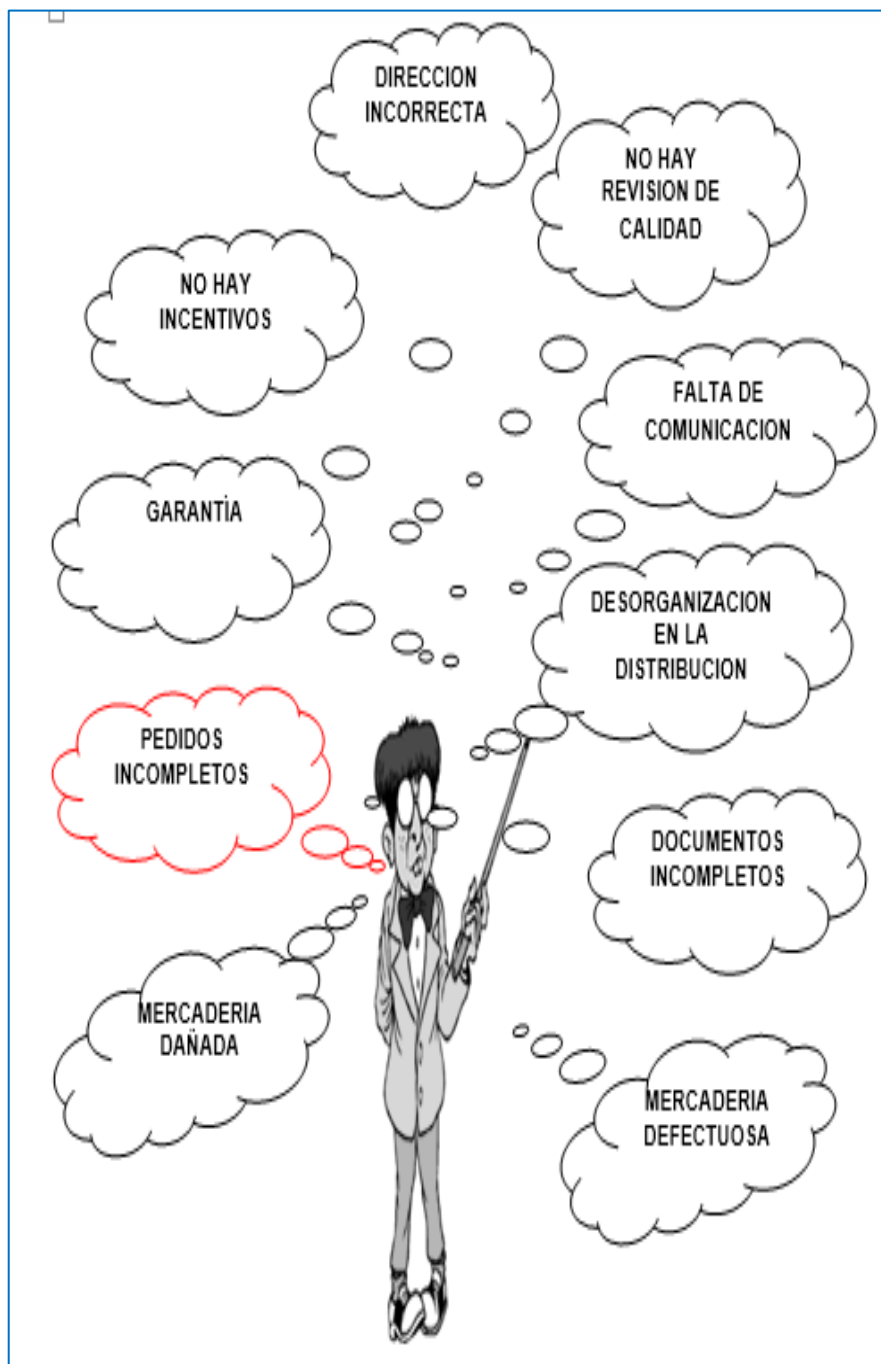 DIRECCION
INCORRECTA
NO HAY
REVISION DE
CALIDAD
NO HAY
INCENTIVOS
FALTA DE
COMUNICACION
GARANTÍA
DESORGANIZACION
EN LA
DISTRIBUCION
PEDIDOS
INCOMPLETOS
DOCUMENTOS
INCOMPLETOS
MERCADERIA
DAÑADA
MERCADERIA
DEFECTUOSA